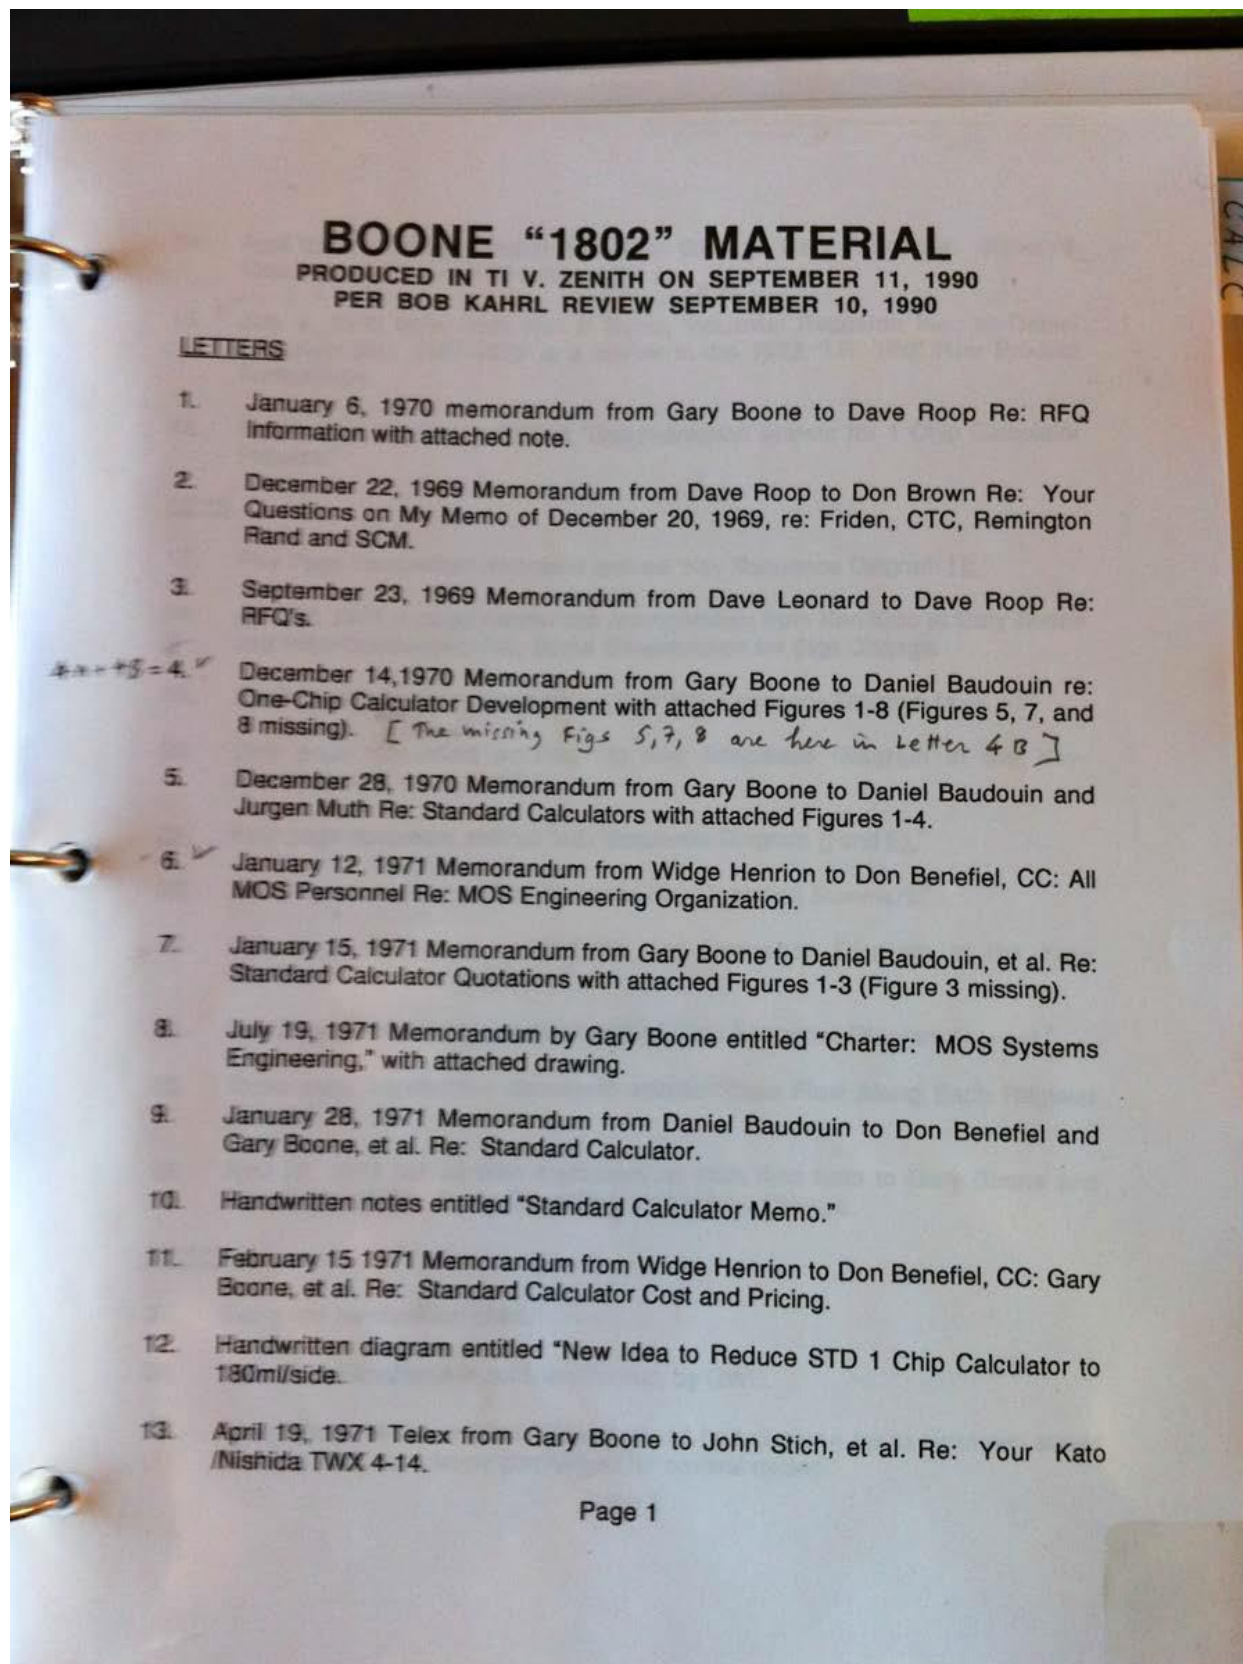 BOONE “1802” MATERIAL
PRODUCED IN TI V. ZENITH ON SEPTEMBER 11, 1990
PER BOB KAHRL REVIEW SEPTEMBER 10, 1990
LETTERS
1. January 6, 1970 memorandum from Gary Boone to Dave Roop Re: RFQ
Information with attached note.
2. December 22, 1969 Memorandum from Dave Roop to Don Brown Re: Your
Questions on My Memo of December 20, 1969, re: Friden, CTC, Remington
Rand and SCM.
3. September 23, 1969 Memorandum from Dave Leonard to Dave Roop Re:
RFQ's.
4. December 14,1970 Memorandum from Gary Boone to Daniel Baudouin re:
One-Chip Calculator Development with attached Figures 1-8 (Figures 5, 7, and
8 missing). [The missing Figs 5,7,8 are here in Letter 4B]
5. December 28, 1970 Memorandum from Gary Boone to Daniel Baudouin and
Jurgen Muth Re: Standard Calculators with attached Figures 1-4.
6. January 12, 1971 Memorandum from Widge Henrion to Don Benefiel, CC: All
MOS Personnel Re: MOS Engineering Organization.
7. January 15, 1971 Memorandum from Gary Boone to Daniel Baudouin, et al. Re:
Standard Calculator Quotations with attached Figures 1-3 (Figure 3 missing).
8. July 19, 1971 Memorandum by Gary Boone entitled “Charter: MOS Systems
Engineering,” with attached drawing.
9. January 28, 1971 Memorandum from Daniel Baudouin to Don Benefiel and
Gary Boone, et al. Re: Standard Calculator.
10. Handwritten notes entitled “Standard Calculator Memo.”
11. February 15 1971 Memorandum from Widge Henrion to Don Benefiel, CC: Gary
Boone, et al. Re: Standard Calculator Cost and Pricing.
12. Handwritten diagram entitled “New Idea to Reduce STD 1 Chip Calculator to
180ml/side.
13. April 19, 1971 Telex from Gary Boone to John Stich, et al. Re: Your Kato
/Nishida TWX 4-14.
Page 1
CALC